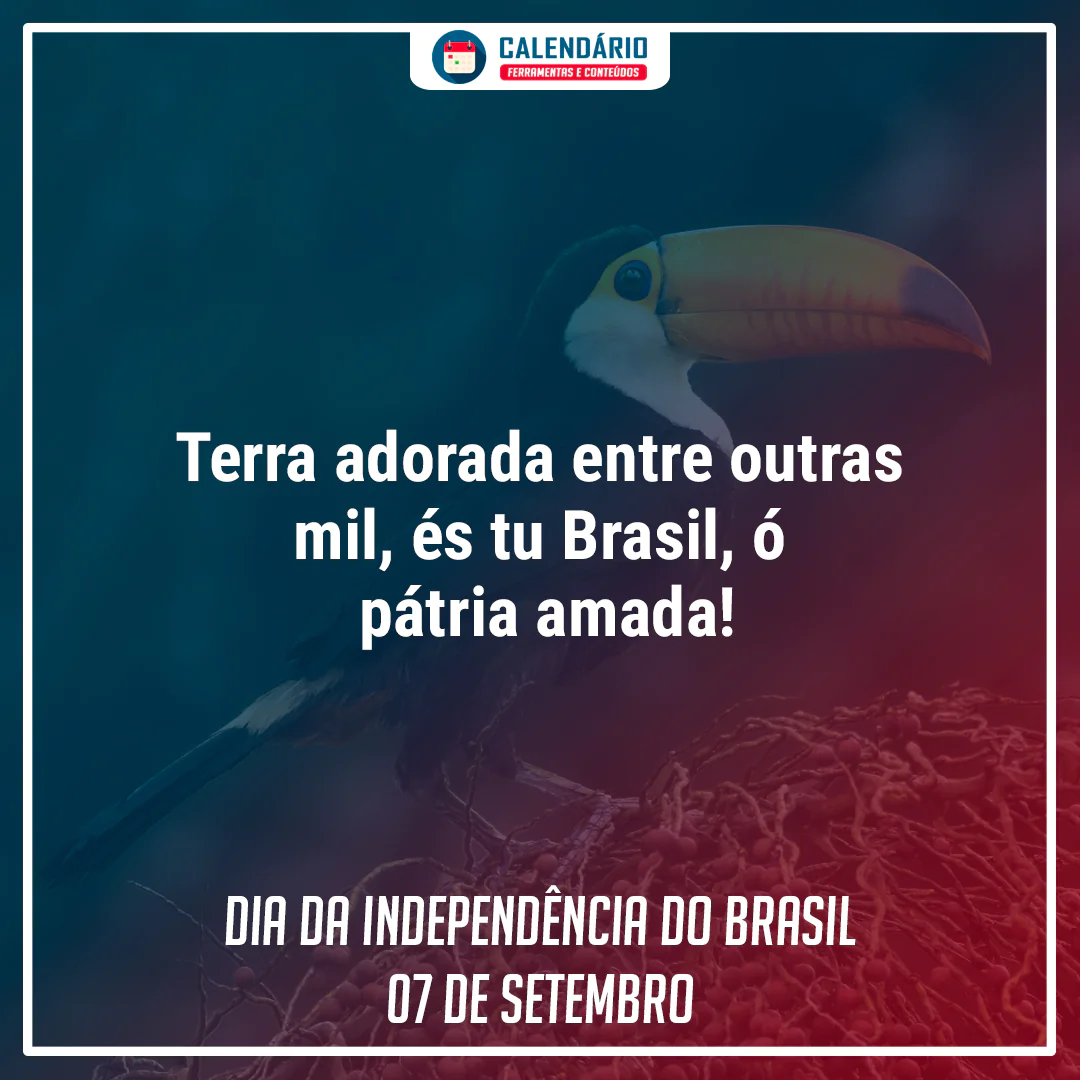 CALENDÁRIO
FERRAMENTAS E CONTEÚDOS
Terra adorada entre outras
mil, és tu Brasil, ó
pátria amada!
DIA DA INDEPENDÊNCIA DO BRASIL
07 DE SETEMBRO